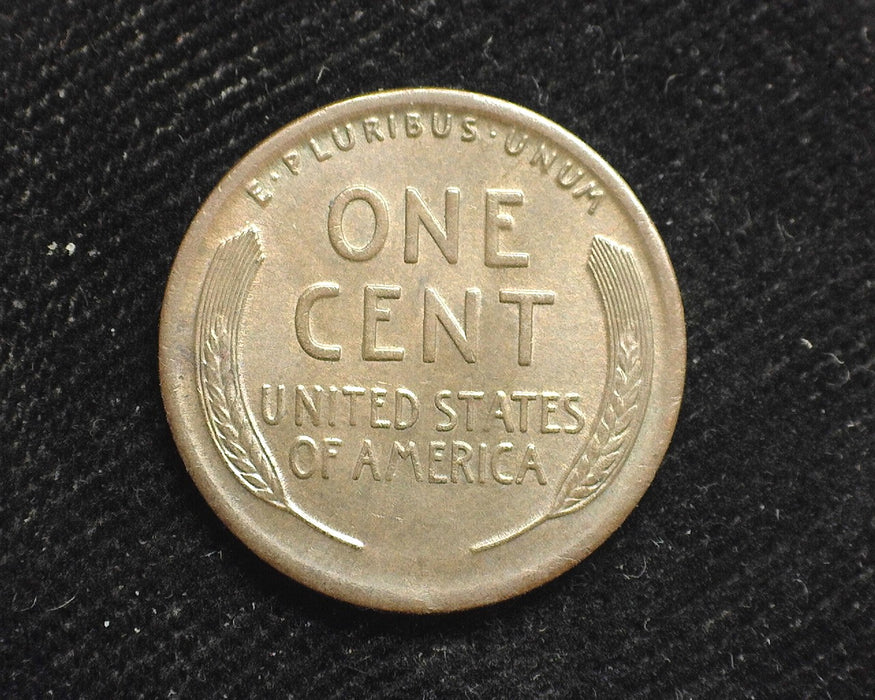 E·PLURIBUS·UNUM
ONE
CENT
UNITED STATES
OF AMERICA